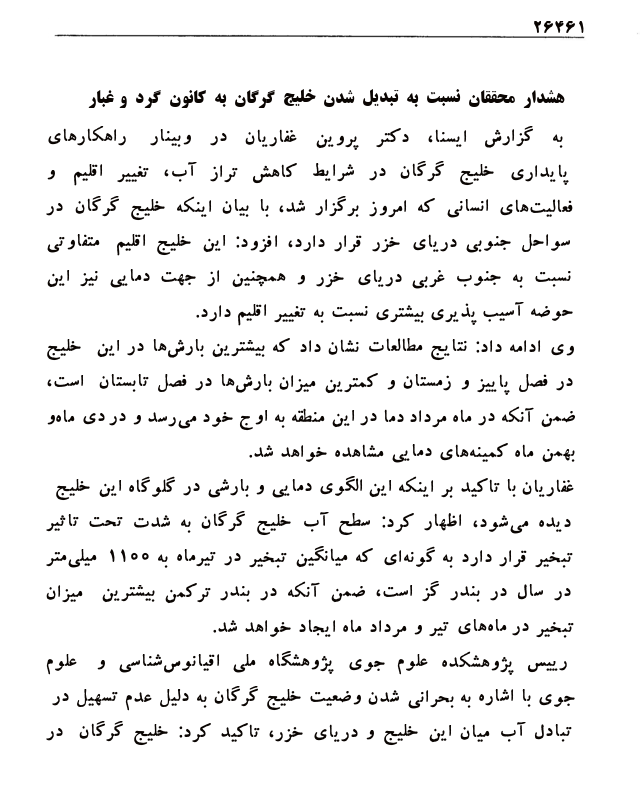 ۲۶۴۶۱
هشدار محققان نسبت به تبدیل شدن خلیج گرگان به کانون گرد و غبار
به گزارش ایسنا، دکتر پروین غفاریان در وبینار راهکارهای
پایداری خلیج گرگان در شرایط کاهش تراز آب، تغییر اقلیم و
فعالیت‌های انسانی که امروز برگزار شد، با بیان اینکه خلیج گرگان در
سواحل جنوبی دریای خزر قرار دارد، افزود: این خلیج اقلیم متفاوتی
نسبت به جنوب غربی دریای خزر و همچنین از جهت دمایی نیز این
حوضه آسیب پذیری بیشتری نسبت به تغییر اقلیم دارد.
وی ادامه داد: نتایج مطالعات نشان داد که بیشترین بارش‌ها در این خلیج
در فصل پاییز و زمستان و کمترین میزان بارش‌ها در فصل تابستان است،
ضمن آنکه در ماه مرداد دما در این منطقه به اوج خود می‌رسد و در دی ماه‌و
بهمن ماه کمینه‌های دمایی مشاهده خواهد شد.
غفاریان با تاکید بر اینکه این الگوی دمایی و بارشی در گلوگاه این خلیج
دیده می‌شود، اظهار کرد: سطح آب خلیج گرگان به شدت تحت تاثیر
تبخیر قرار دارد به گونه‌ای که میانگین تبخیر در تیرماه به ۱۱۰۰ میلی‌متر
در سال در بندر گز است، ضمن آنکه در بندر ترکمن بیشترین میزان
تبخیر در ماه‌های تیر و مرداد ماه ایجاد خواهد شد.
رییس پژوهشکده علوم جوی پژوهشگاه ملی اقیانوس‌شناسی و علوم
جوی با اشاره به بحرانی شدن وضعیت خلیج گرگان به دلیل عدم تسهیل در
تبادل آب میان این خلیج و دریای خزر، تاکید کرد: خلیج گرگان در